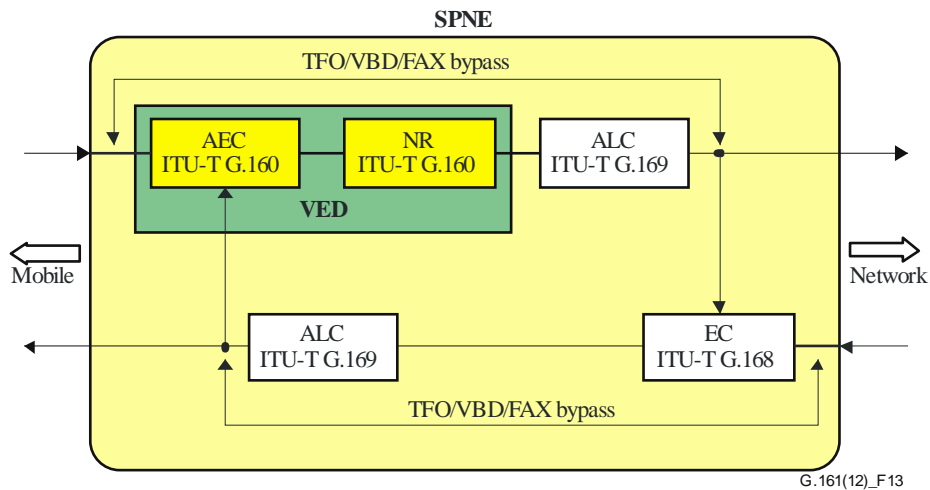 SPNE
TFO/VBD/FAX bypass
AEC
ITU-T G.160
NR
ITU-T G.160
ALC
ITU-T G.169
VED
Mobile
Network
ALC
ITU-T G.169
EC
ITU-T G.168
TFO/VBD/FAX bypass
G.161(12)_F13